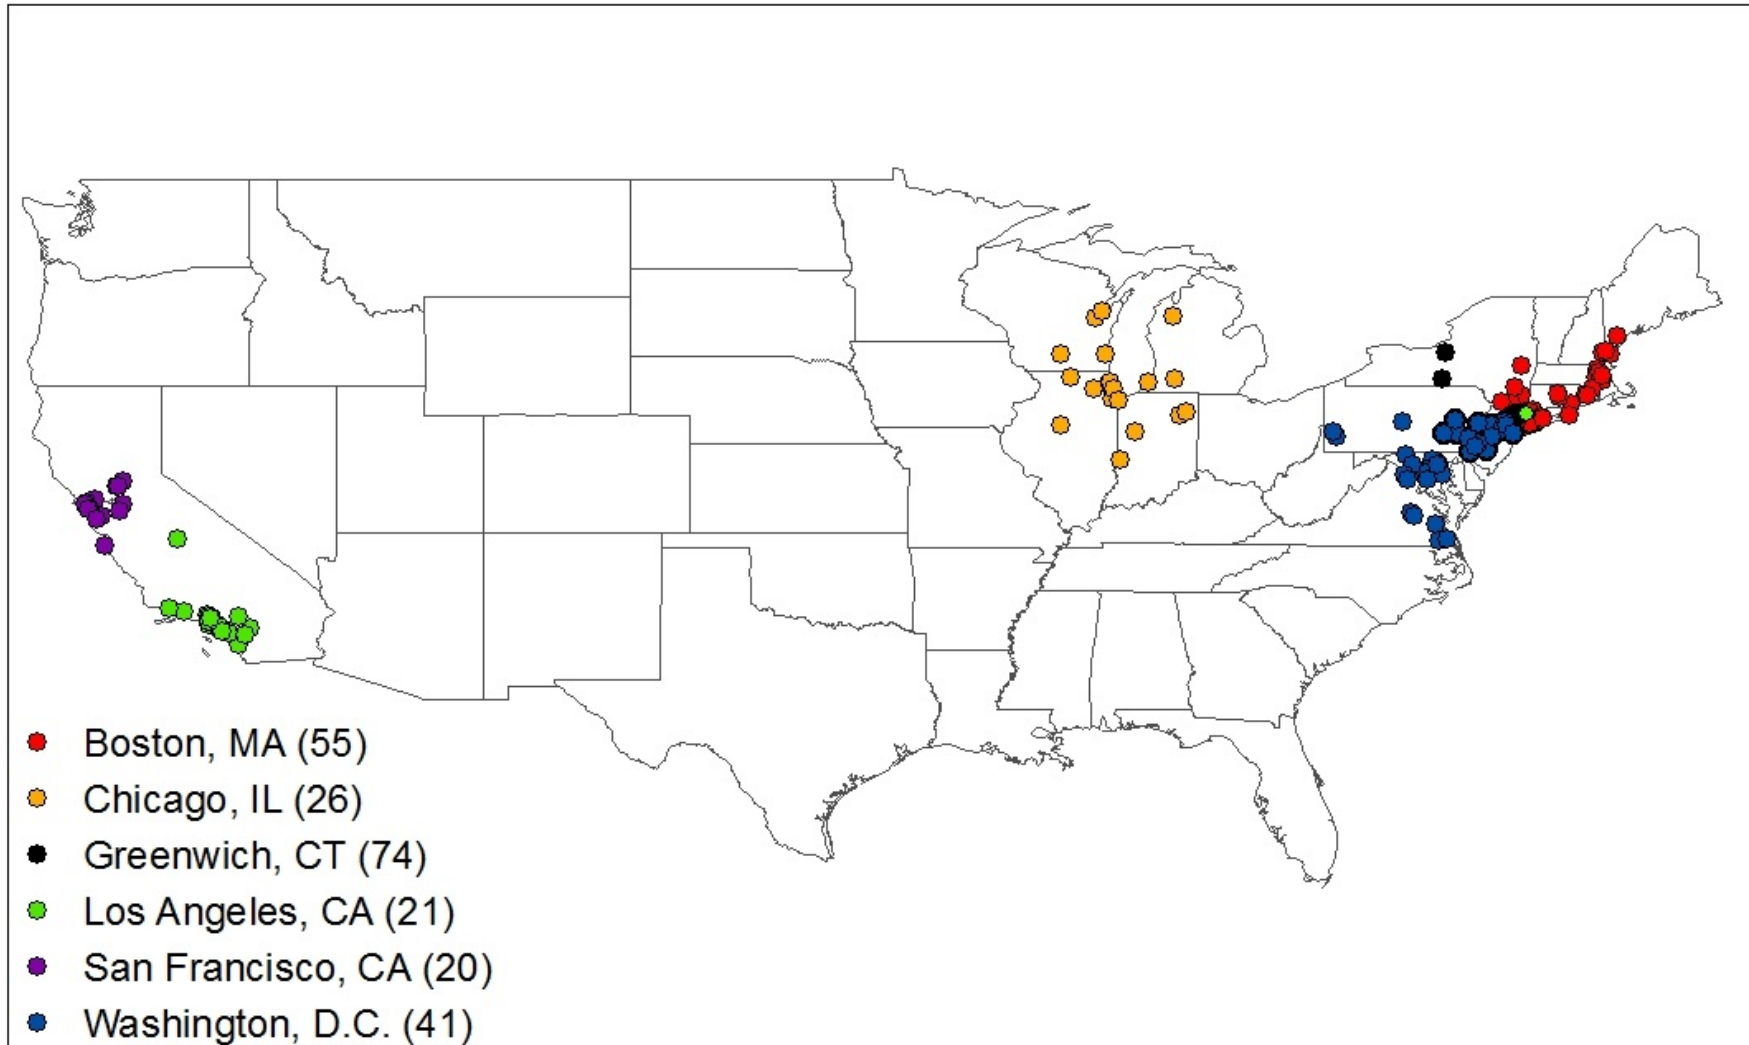 Boston, MA (55)
Chicago, IL (26)
Greenwich, CT (74)
Los Angeles, CA (21)
San Francisco, CA (20)
Washington, D.C. (41)